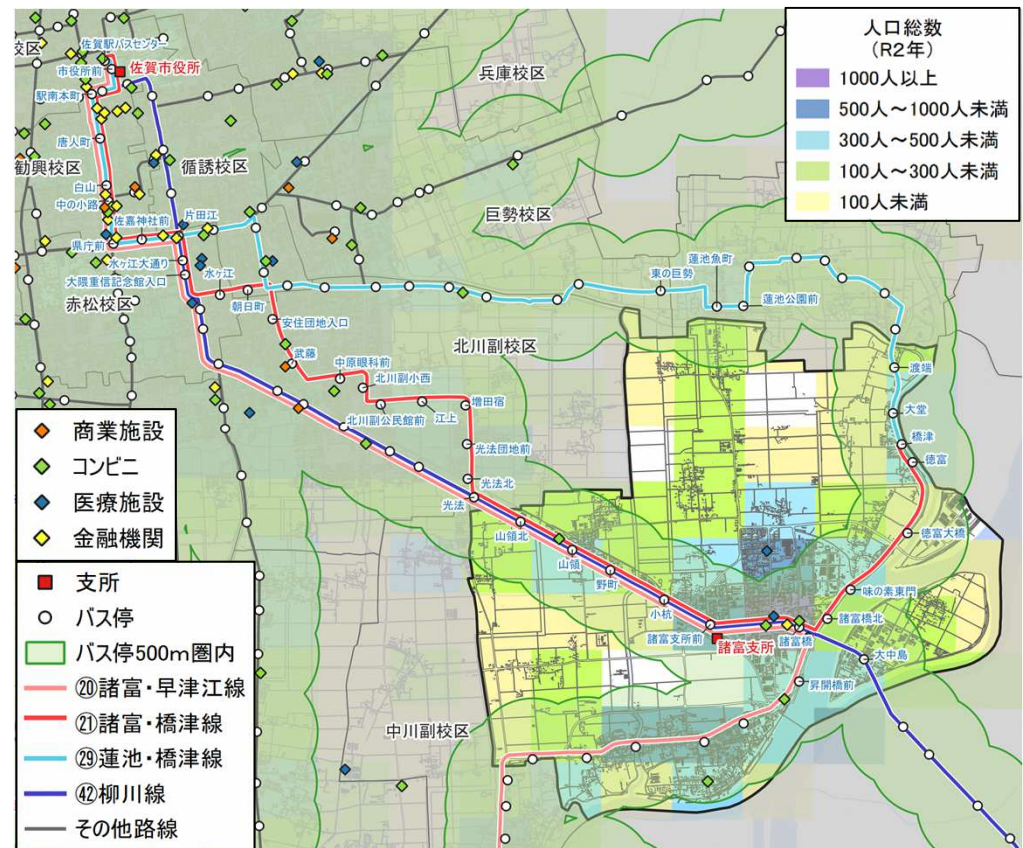 人口総数
(R2年)
1000人以上
500人～1000人未満
300人～500人未満
100人～300人未満
100人未満
校区
佐賀駅バスセンター
市役所前
佐賀市役所
駅南本町
兵庫校区
唐人町
勧興校区
循誘校区
白山
中の小路
佐嘉神社前
片田江
巨勢校区
県庁前
水ヶ江大通り
大隈重信記念館入口
水ヶ江
朝日町
蓮池魚町
東の巨勢
蓮池公園前
赤松校区
安住団地入口
北川副校区
武藤
中原眼科前
北川副小西
渡端
北川副公民館前
江上
増田宿
大堂
橋津
徳富
光法団地前
光法北
光法
山領北
山領
野町
徳富大橋
小杭
味の素東門
諸富橋北
諸富支所前
諸富支所
諸富橋
大中島
昇開橋前
中川副校区
商業施設
コンビニ
医療施設
金融機関
支所
バス停
バス停500m圏内
⑳諸富・早津江線
㉑諸富・橋津線
㉙蓮池・橋津線
㊷柳川線
その他路線